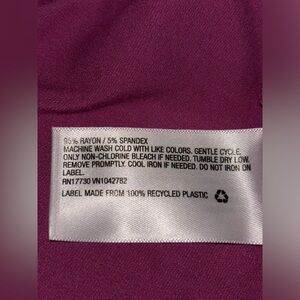 95% RAYON / 5% SPANDEX
MACHINE WASH COLD WITH LIKE COLORS. GENTLE CYCLE.
ONLY NON-CHLORINE BLEACH IF NEEDED. TUMBLE DRY LOW.
REMOVE PROMPTLY. COOL IRON IF NEEDED. DO NOT IRON ON
LABEL.
RN17730 VN1042782
LABEL MADE FROM 100% RECYCLED PLASTIC